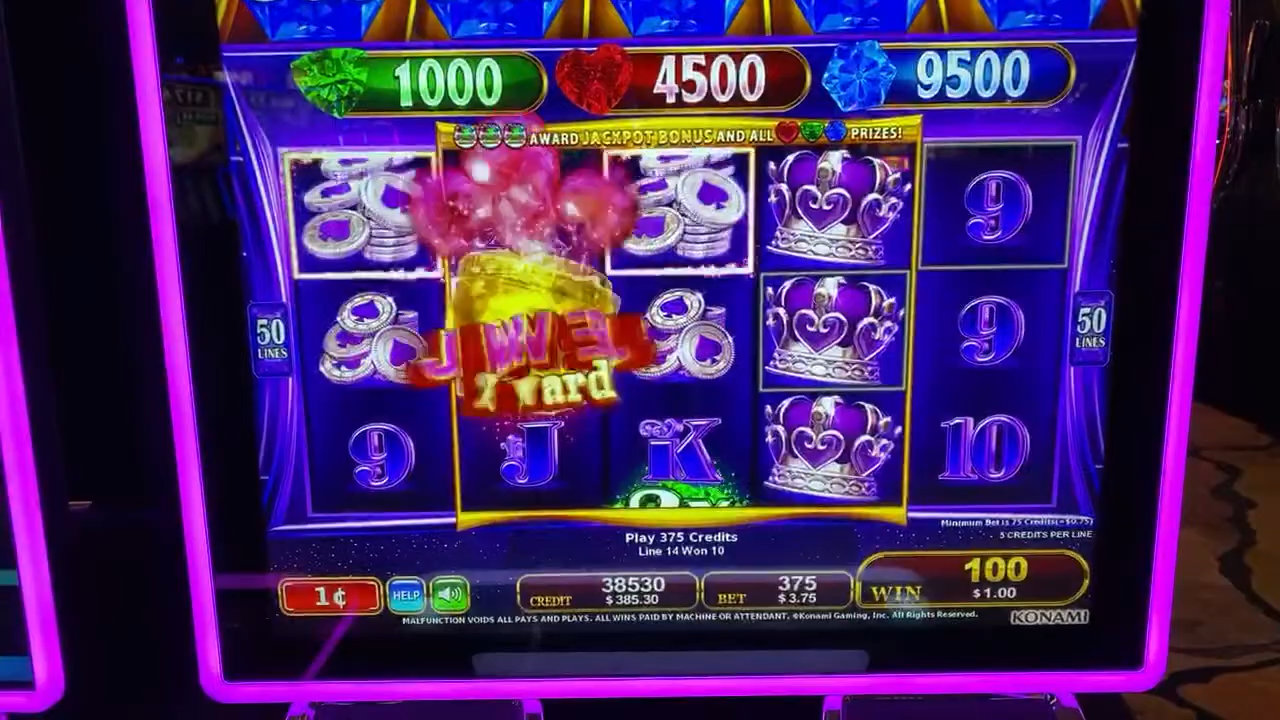 1000 4500 9500
AWARD JACKPOT BONUS AND ALL PRIZES!
9
50 LINES
9
50 LINES
JEWEL
Award
9 J K 10
Minimum Bet is 75 Credits(=$0.75)
5 CREDITS PER LINE
Play 375 Credits
Line 14 Won 10
1¢ HELP
CREDIT 38530 $385.30
BET 375 $3.75
WIN 100 $1.00
MALFUNCTION VOIDS ALL PAYS AND PLAYS. ALL WINS PAID BY MACHINE OR ATTENDANT. ©Konami Gaming, Inc. All Rights Reserved.
KONAMI